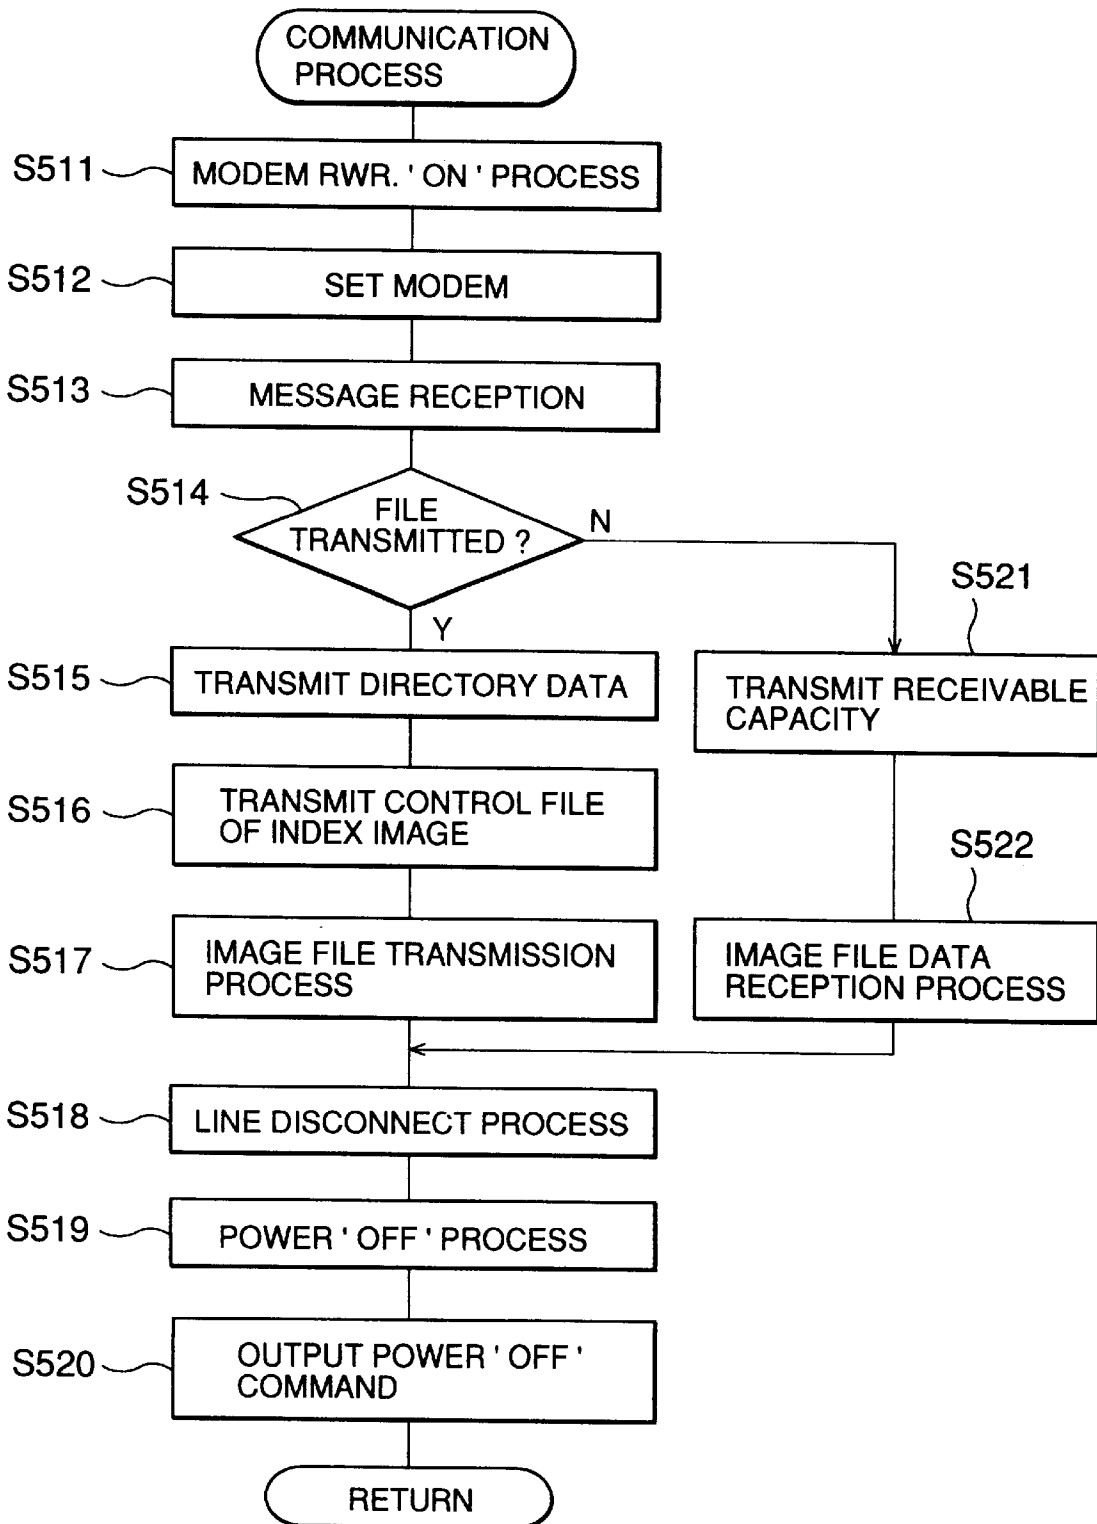 COMMUNICATION
PROCESS
S511
MODEM RWR. ' ON ' PROCESS
S512
SET MODEM
S513
MESSAGE RECEPTION
S514
FILE
TRANSMITTED ?
N
Y
S515
TRANSMIT DIRECTORY DATA
S516
TRANSMIT CONTROL FILE
OF INDEX IMAGE
S517
IMAGE FILE TRANSMISSION
PROCESS
S521
TRANSMIT RECEIVABLE
CAPACITY
S522
IMAGE FILE DATA
RECEPTION PROCESS
S518
LINE DISCONNECT PROCESS
S519
POWER ' OFF ' PROCESS
S520
OUTPUT POWER ' OFF '
COMMAND
RETURN